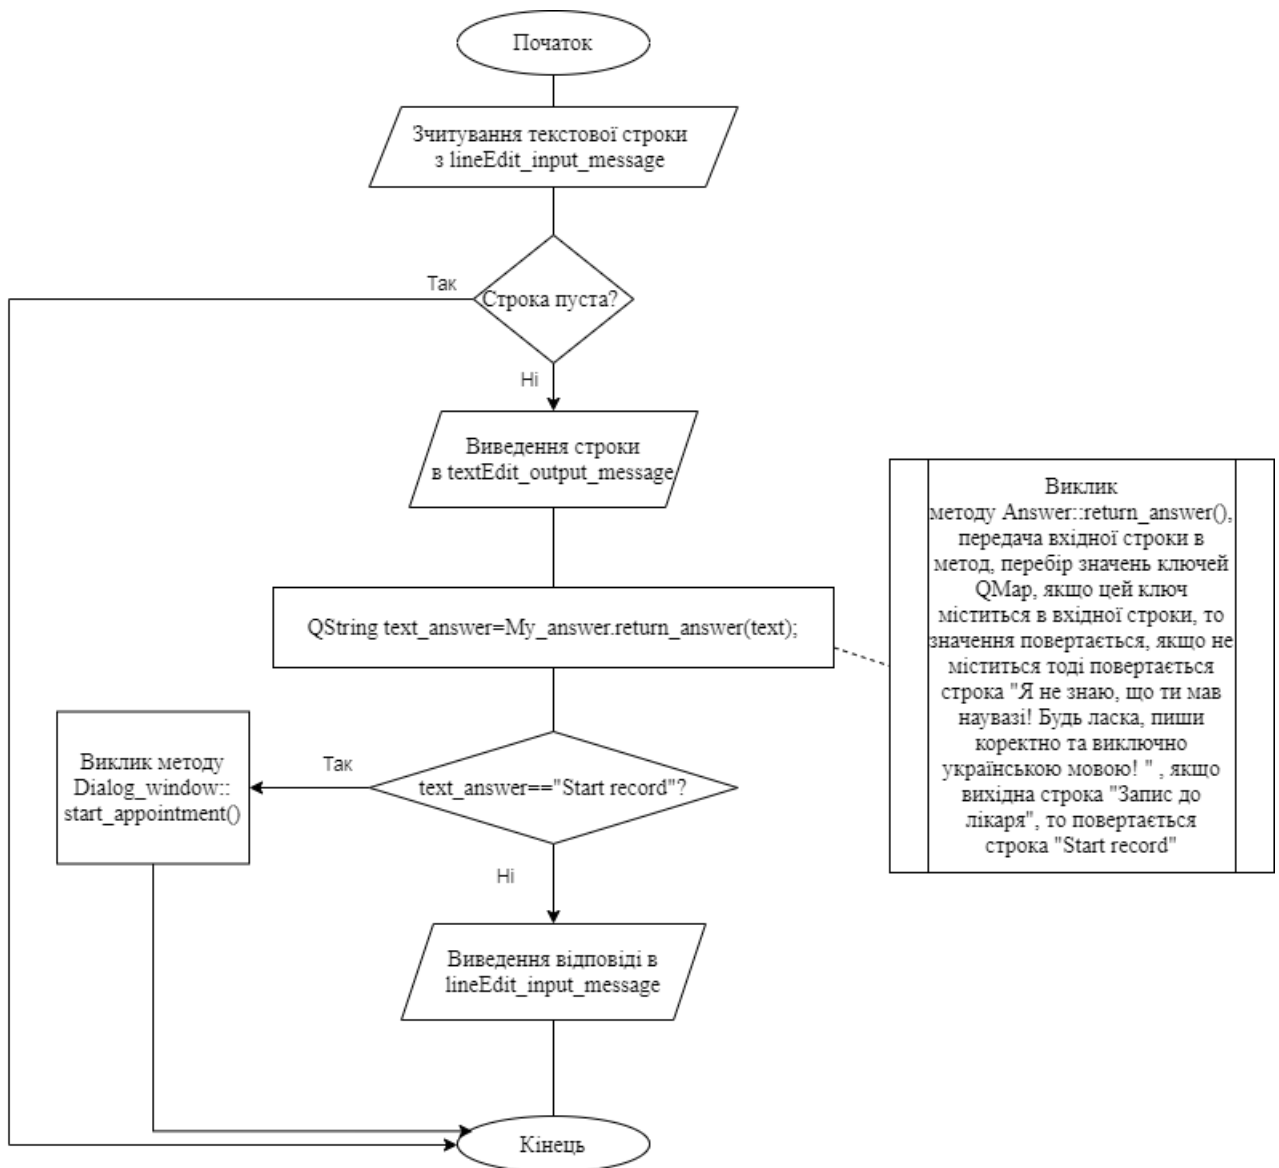 Початок
Зчитування текстової строки
з lineEdit_input_message
Так
Строка пуста?
Ні
Виведення строки
в textEdit_output_message
QString text_answer=My_answer.return_answer(text);
Виклик
методу Answer::return_answer(),
передача вхідної строки в
метод, перебір значень ключей
QMap, якщо цей ключ
міститься в вхідної строки, то
значення повертається, якщо не
міститься тоді повертається
строка "Я не знаю, що ти мав
наувазі! Будь ласка, пиши
коректно та виключно
українською мовою! " , якщо
вихідна строка "Запис до
лікаря", то повертається
строка "Start record"
Виклик методу
Dialog_window::
start_appointment()
Так
text_answer=="Start record"?
Ні
Виведення відповіді в
lineEdit_input_message
Кінець